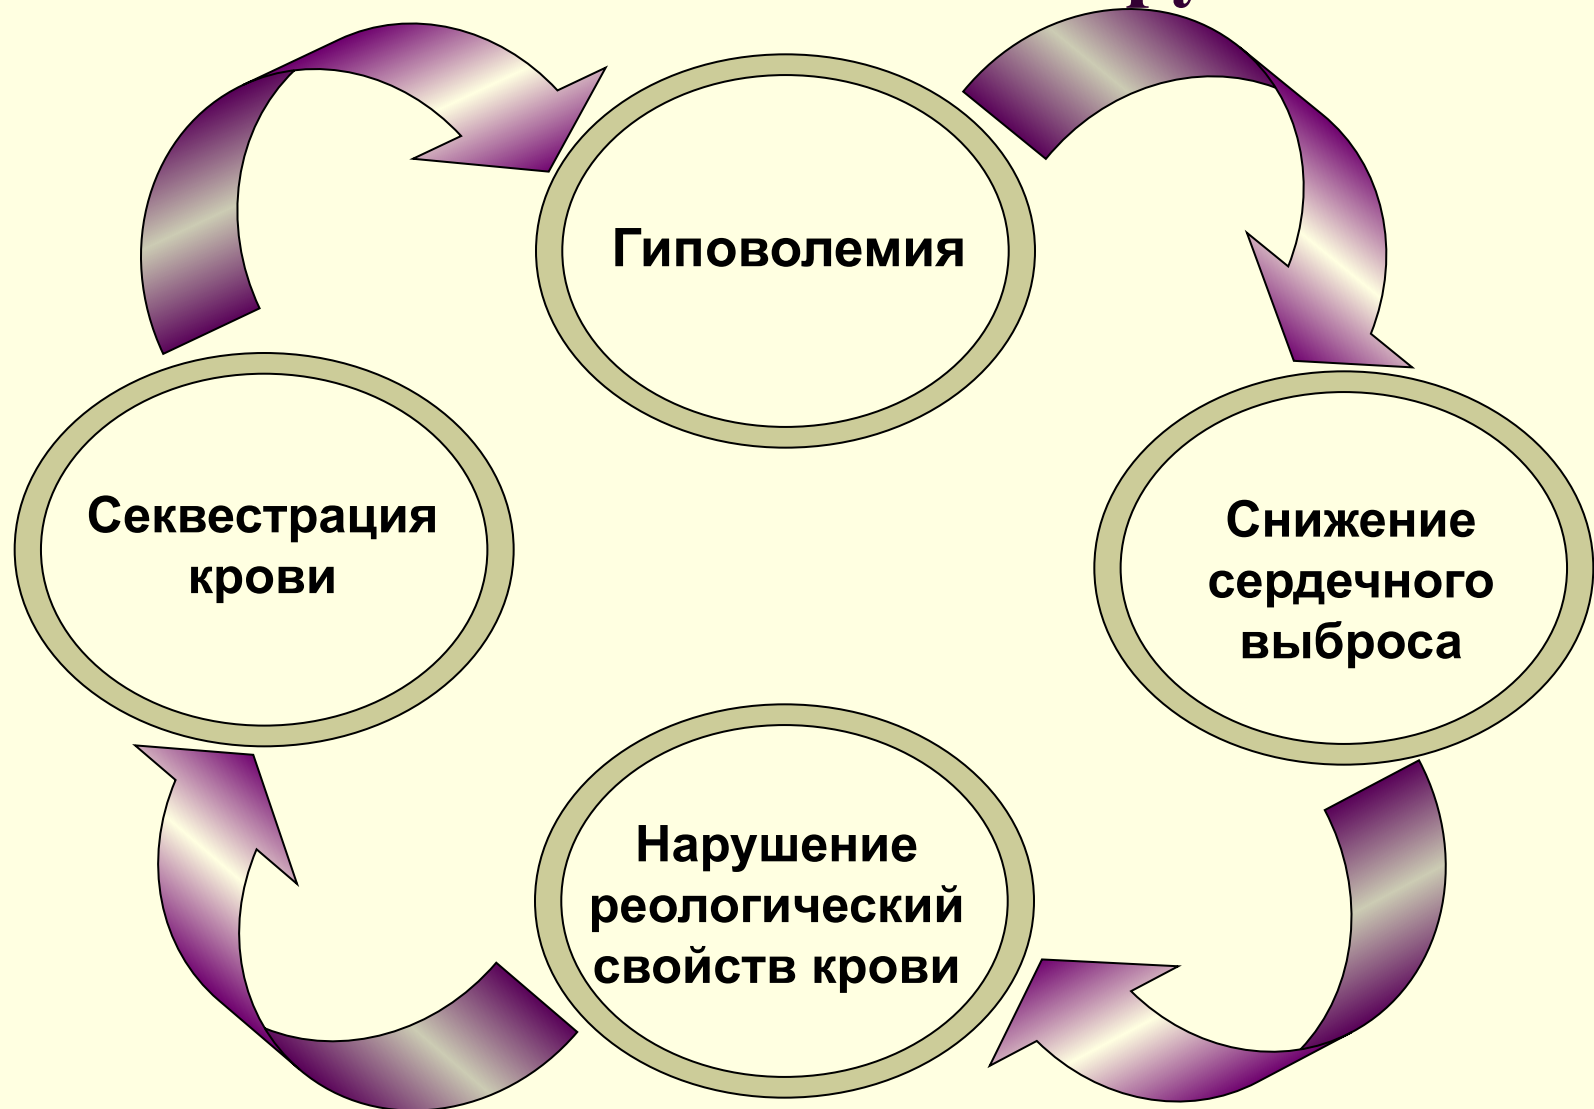 Гиповолемия
Снижение
сердечного
выброса
Нарушение
реологический
свойств крови
Секвестрация
крови